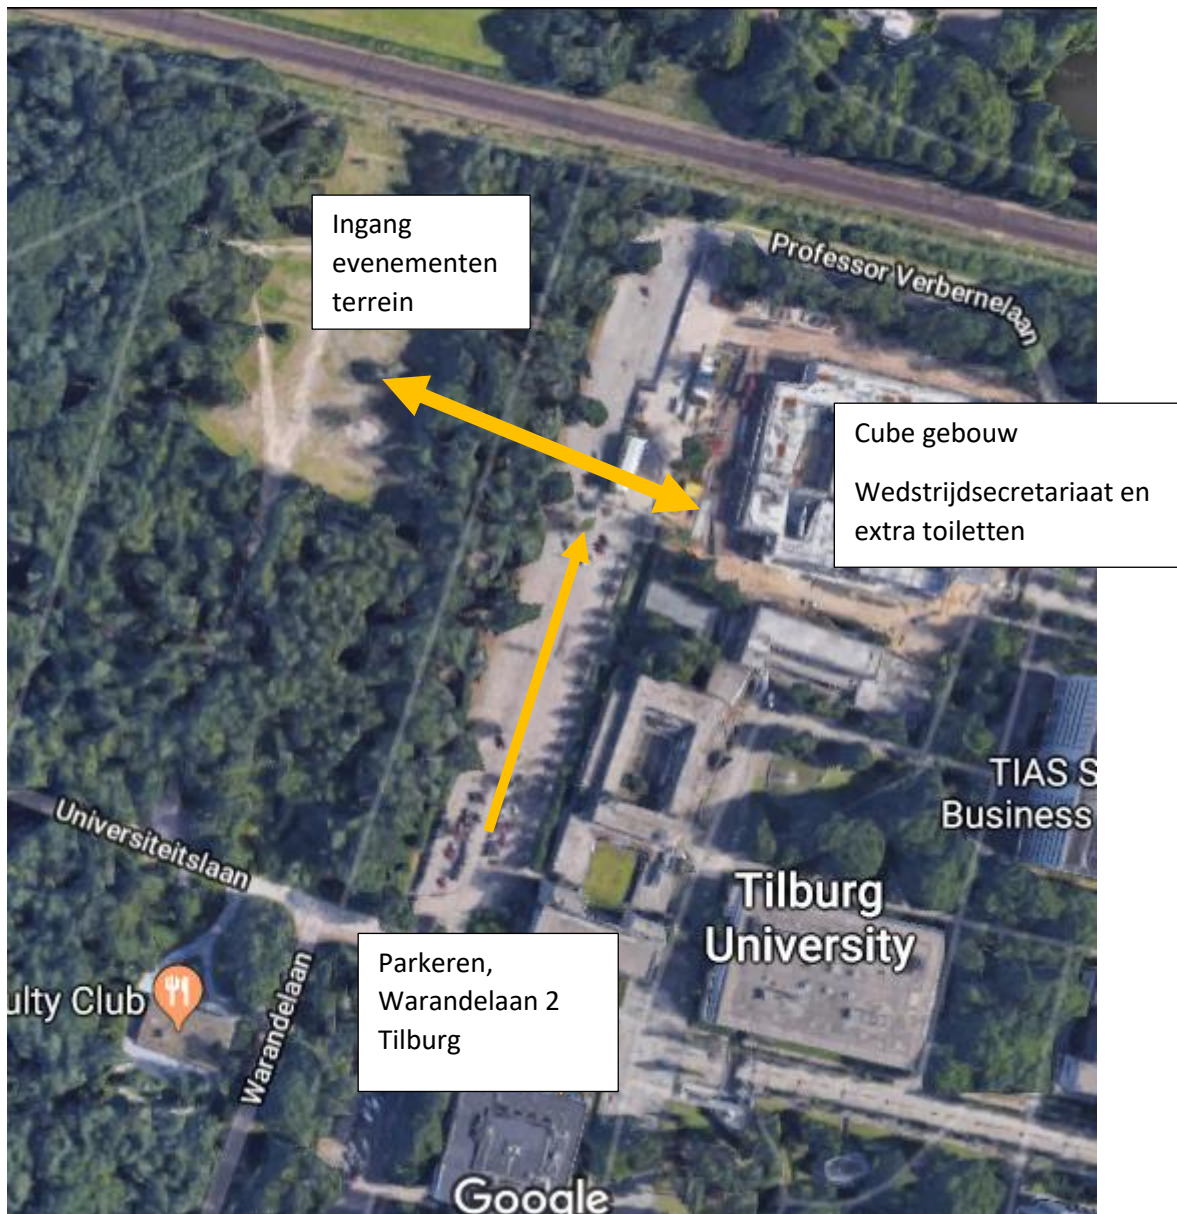 Ingang
evenementen
terrein
Professor Verbernelaan
Cube gebouw
Wedstrijdsecretariaat en
extra toiletten
TIAS S
Business
Universiteitslaan
Tilburg
University
Parkeren,
Warandelaan 2
Tilburg
ulty Club
Warandelaan
Google